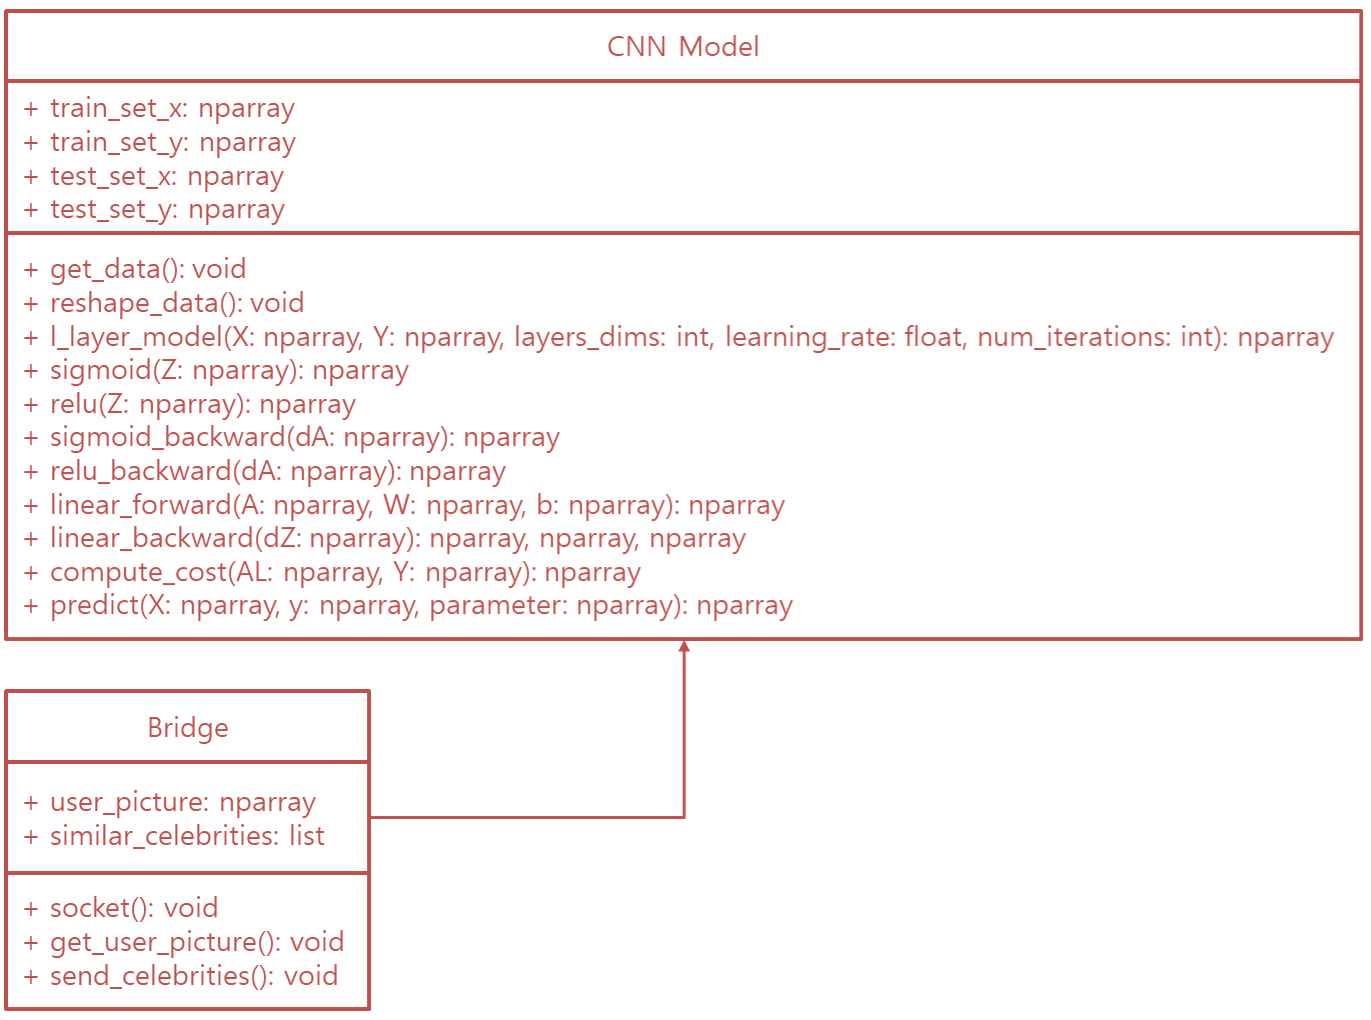 CNN Model
+ train_set_x: nparray
+ train_set_y: nparray
+ test_set_x: nparray
+ test_set_y: nparray
+ get_data(): void
+ reshape_data(): void
+ l_layer_model(X: nparray, Y: nparray, layers_dims: int, learning_rate: float, num_iterations: int): nparray
+ sigmoid(Z: nparray): nparray
+ relu(Z: nparray): nparray
+ sigmoid_backward(dA: nparray): nparray
+ relu_backward(dA: nparray): nparray
+ linear_forward(A: nparray, W: nparray, b: nparray): nparray
+ linear_backward(dZ: nparray): nparray, nparray, nparray
+ compute_cost(AL: nparray, Y: nparray): nparray
+ predict(X: nparray, y: nparray, parameter: nparray): nparray
Bridge
+ user_picture: nparray
+ similar_celebrities: list
+ socket(): void
+ get_user_picture(): void
+ send_celebrities(): void